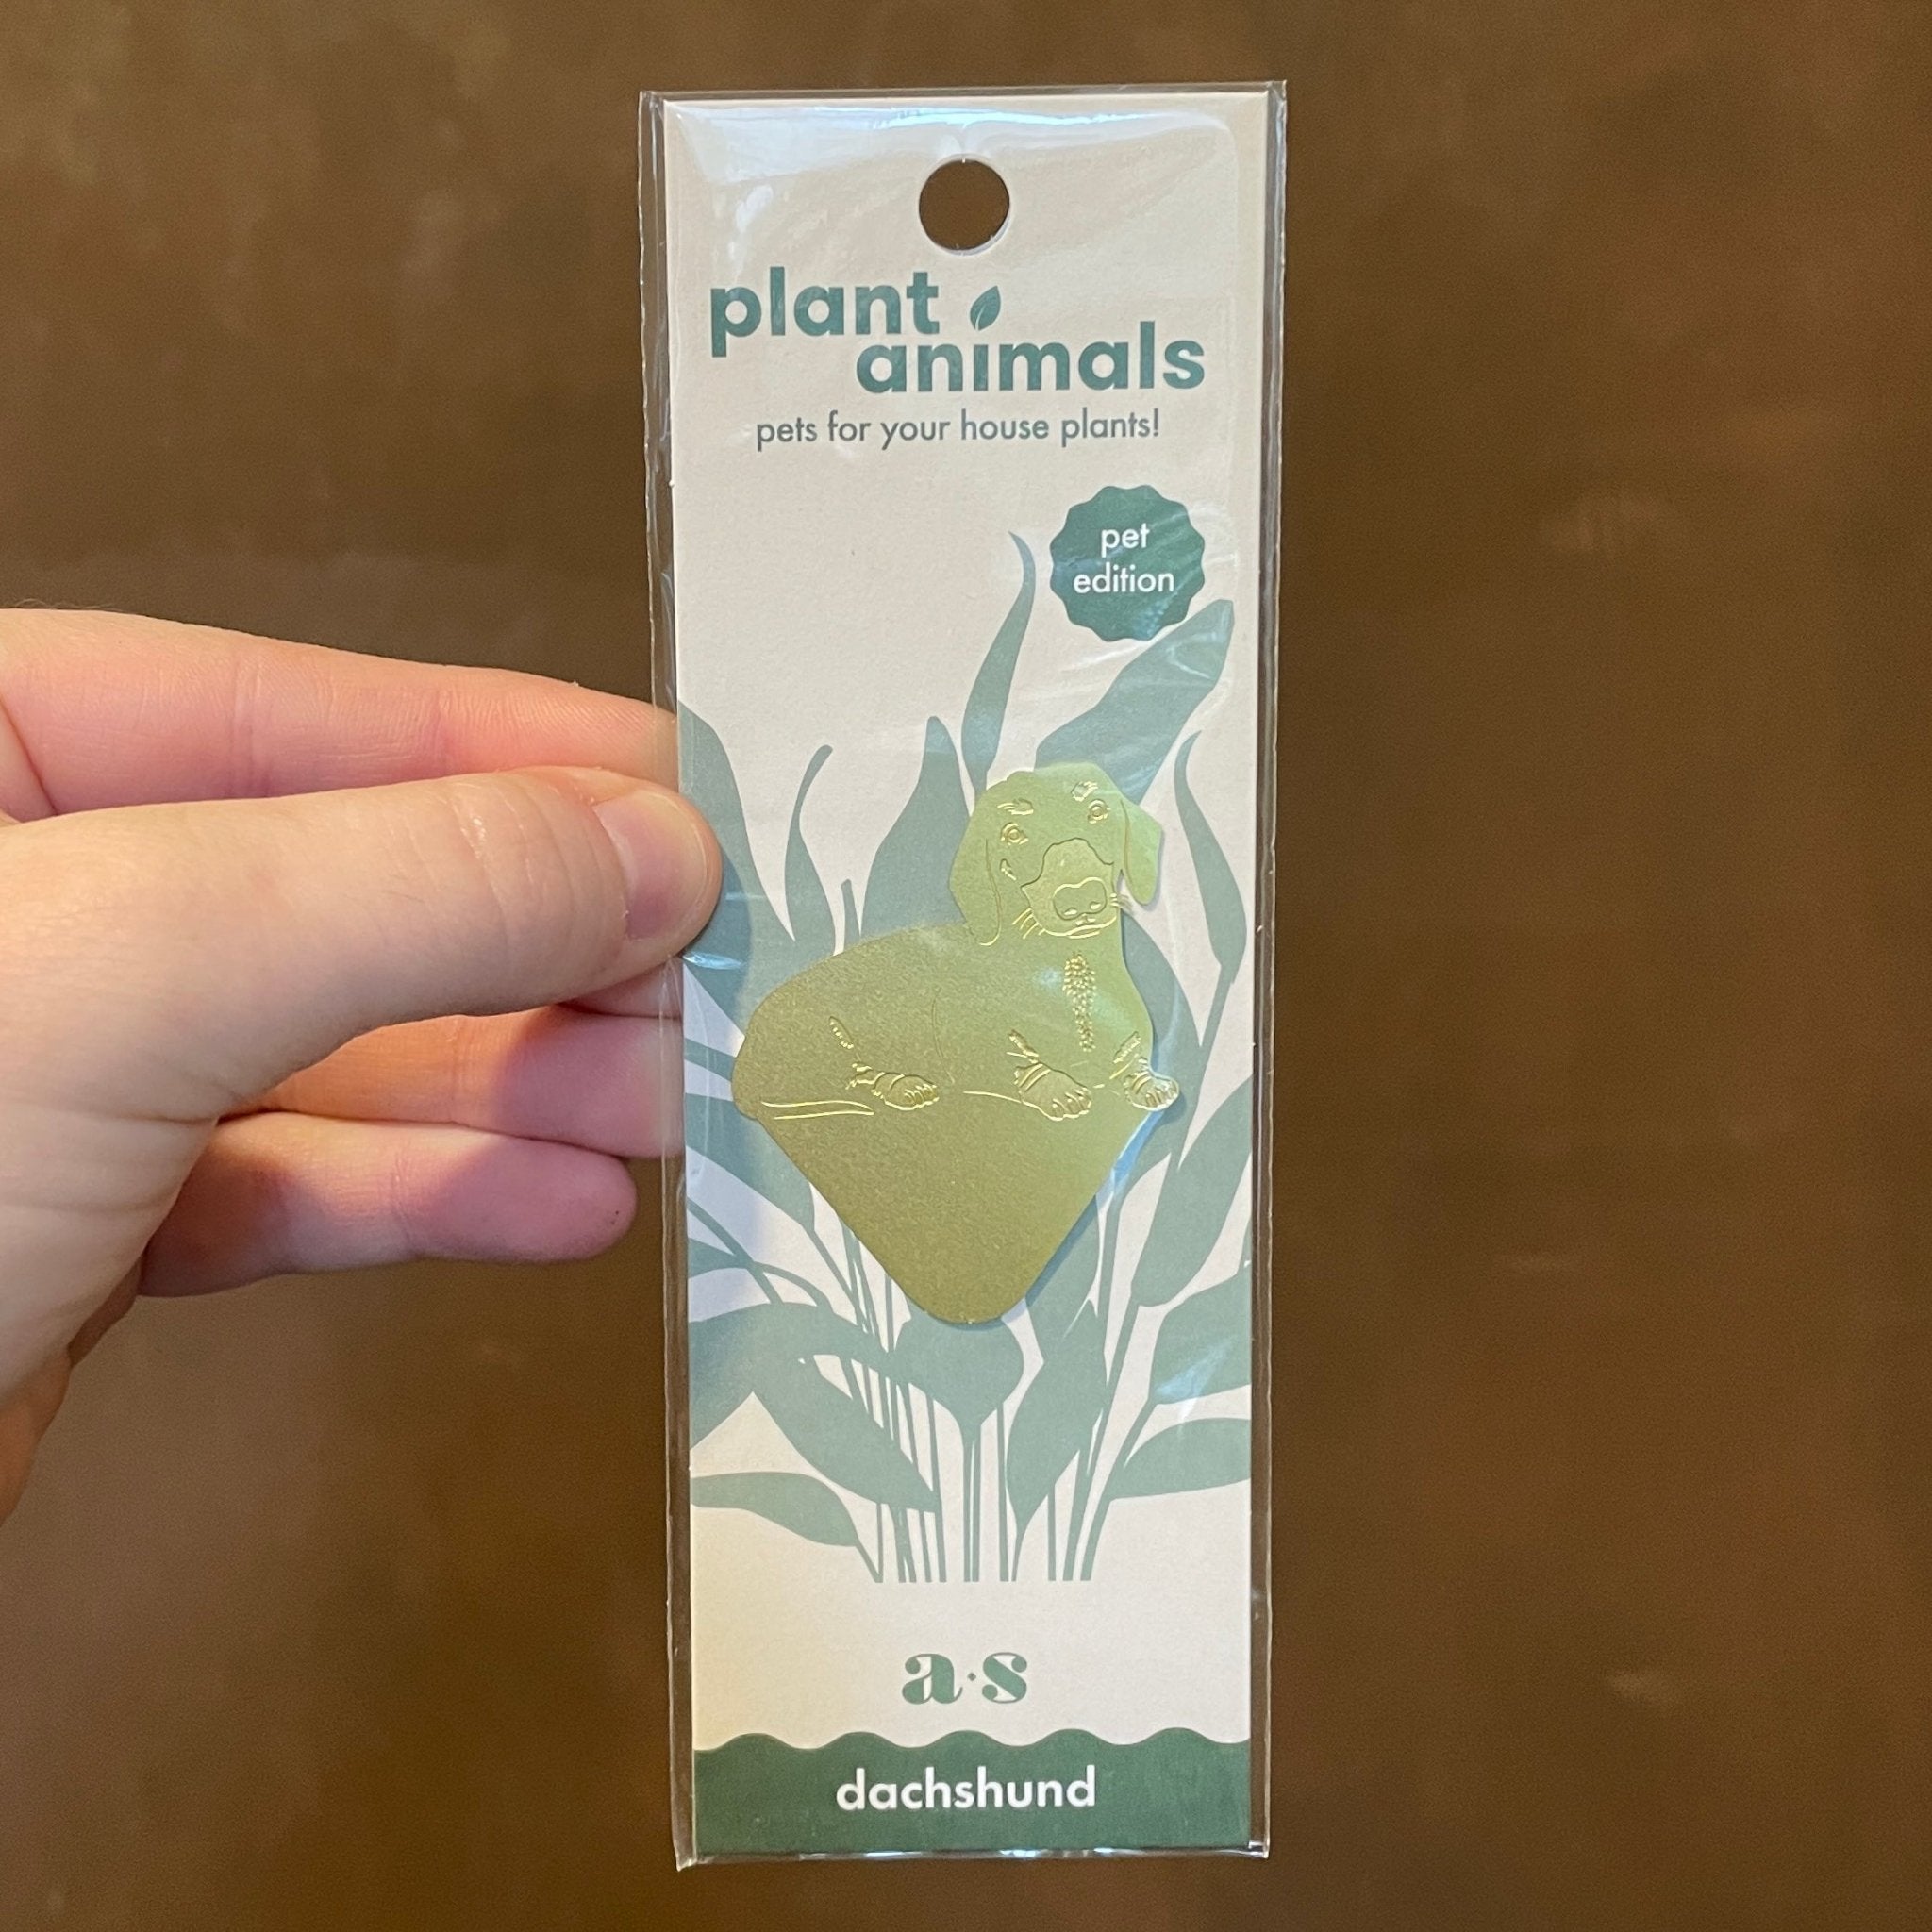 plant
animals
pets for your house plants!
pet
edition
a·s
dachshund